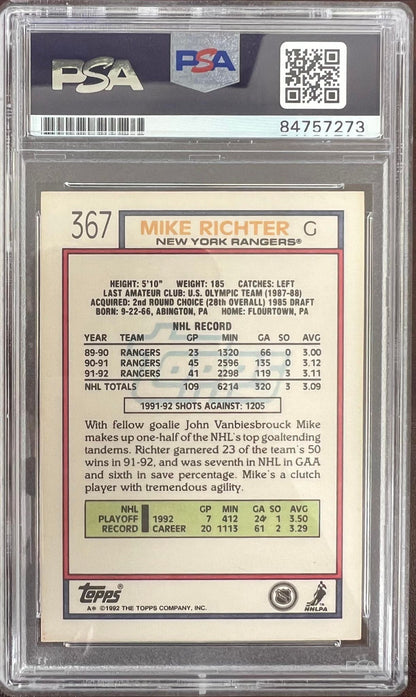 PSA PSA
84757273
367 MIKE RICHTER G
NEW YORK RANGERS®
HEIGHT: 5'10" WEIGHT: 185 CATCHES: LEFT
LAST AMATEUR CLUB: U.S. OLYMPIC TEAM (1987-88)
ACQUIRED: 2nd ROUND CHOICE (28th OVERALL) 1985 DRAFT
BORN: 9-22-66, ABINGTON, PA HOME: FLOURTOWN, PA
NHL RECORD
YEAR TEAM GP MIN GA SO AVG
89-90 RANGERS 23 1320 66 0 3.00
90-91 RANGERS 45 2596 135 0 3.12
91-92 RANGERS 41 2298 119 3 3.11
NHL TOTALS 109 6214 320 3 3.09
1991-92 SHOTS AGAINST: 1205
With fellow goalie John Vanbiesbrouck Mike
makes up one-half of the NHL's top goaltending
tandems. Richter garnered 23 of the team's 50
wins in 91-92, and was seventh in NHL in GAA
and sixth in save percentage. Mike's a clutch
player with tremendous agility.
NHL GP MIN GA SO AVG
PLAYOFF 1992 7 412 24 1 3.50
RECORD CAREER 20 1113 61 2 3.29
TOPPS®
A* ©1992 THE TOPPS COMPANY, INC.
NHL
NHLPA